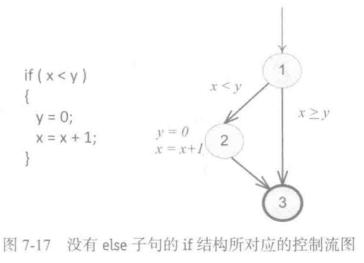 if ( x < y )
{
y = 0;
x = x + 1;
}
1
x < y
x ≥ y
y = 0
x = x+1
2
3
图 7-17 没有 else 子句的 if 结构所对应的控制流图